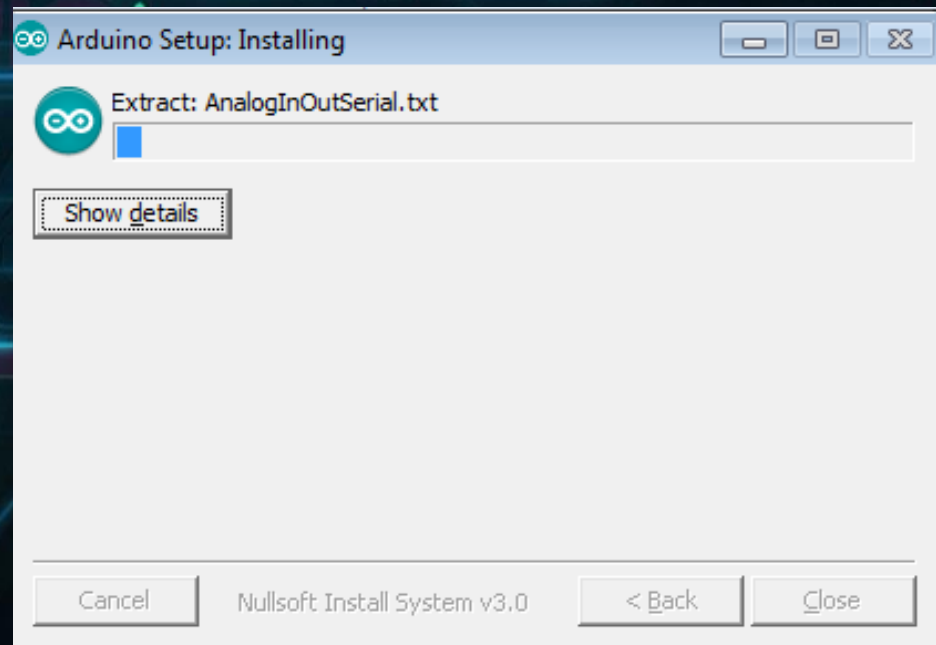 Arduino Setup: Installing
Extract: AnalogInOutSerial.txt
Show details
Cancel
Nullsoft Install System v3.0
< Back
Close